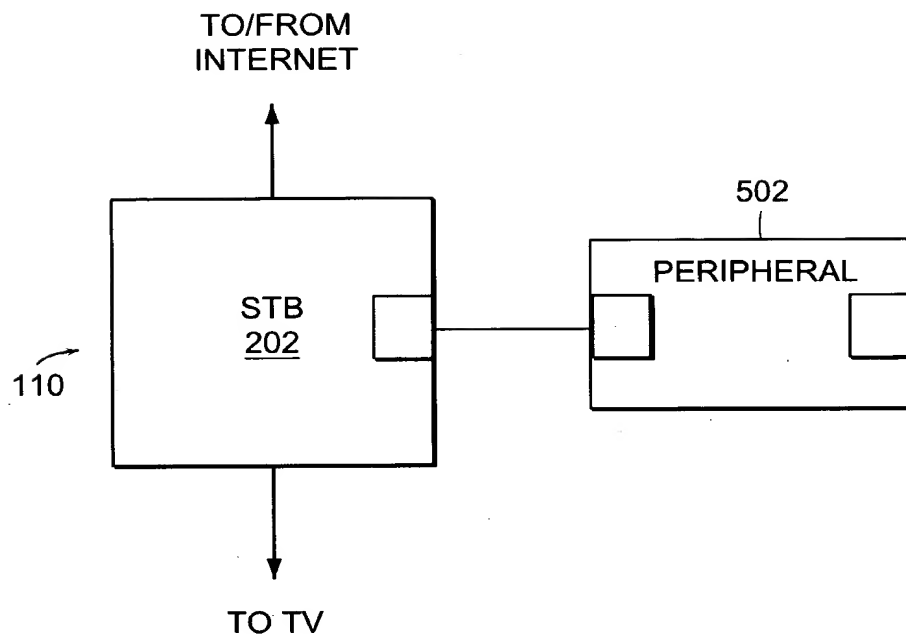 TO/FROM
INTERNET
502
PERIPHERAL
STB
202
110
TO TV